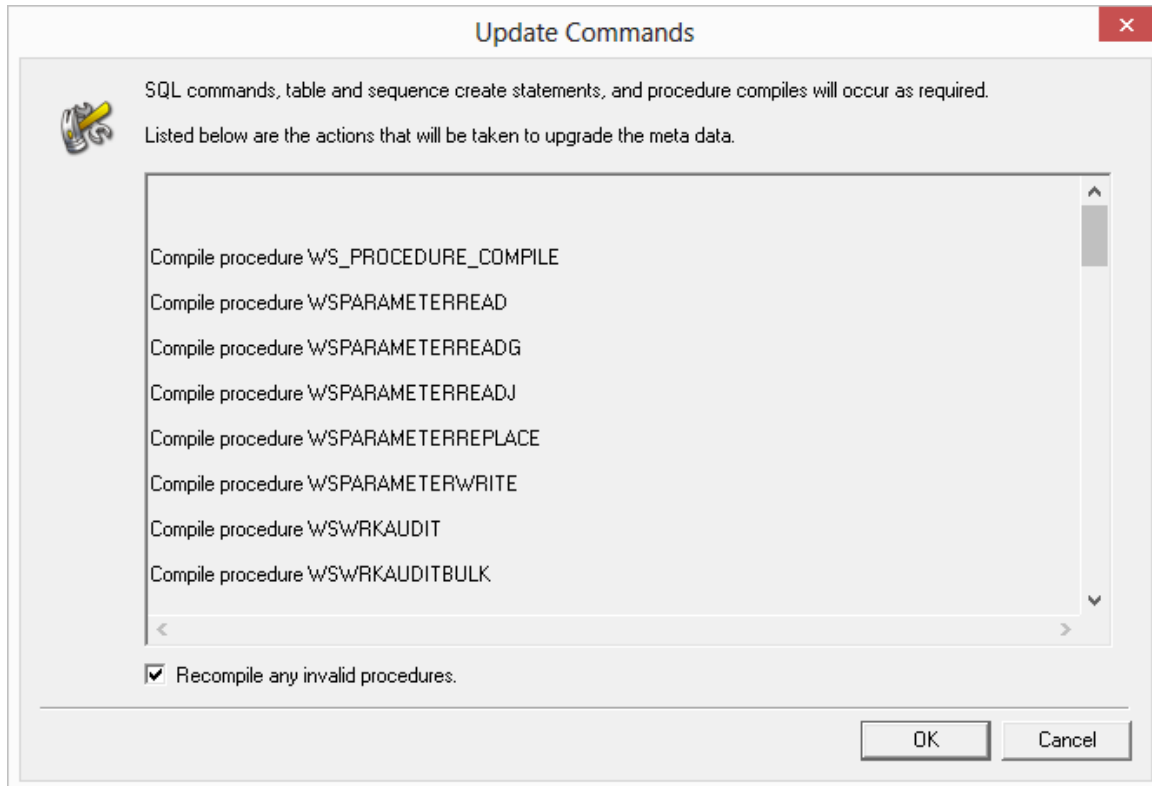 Update Commands
SQL commands, table and sequence create statements, and procedure compiles will occur as required.
Listed below are the actions that will be taken to upgrade the meta data.
Compile procedure WS_PROCEDURE_COMPILE
Compile procedure WSPARAMETERREAD
Compile procedure WSPARAMETERREADG
Compile procedure WSPARAMETERREADJ
Compile procedure WSPARAMETERREPLACE
Compile procedure WSPARAMETERWRITE
Compile procedure WSWRKAUDIT
Compile procedure WSWRKAUDITBULK
Recompile any invalid procedures.
OK Cancel